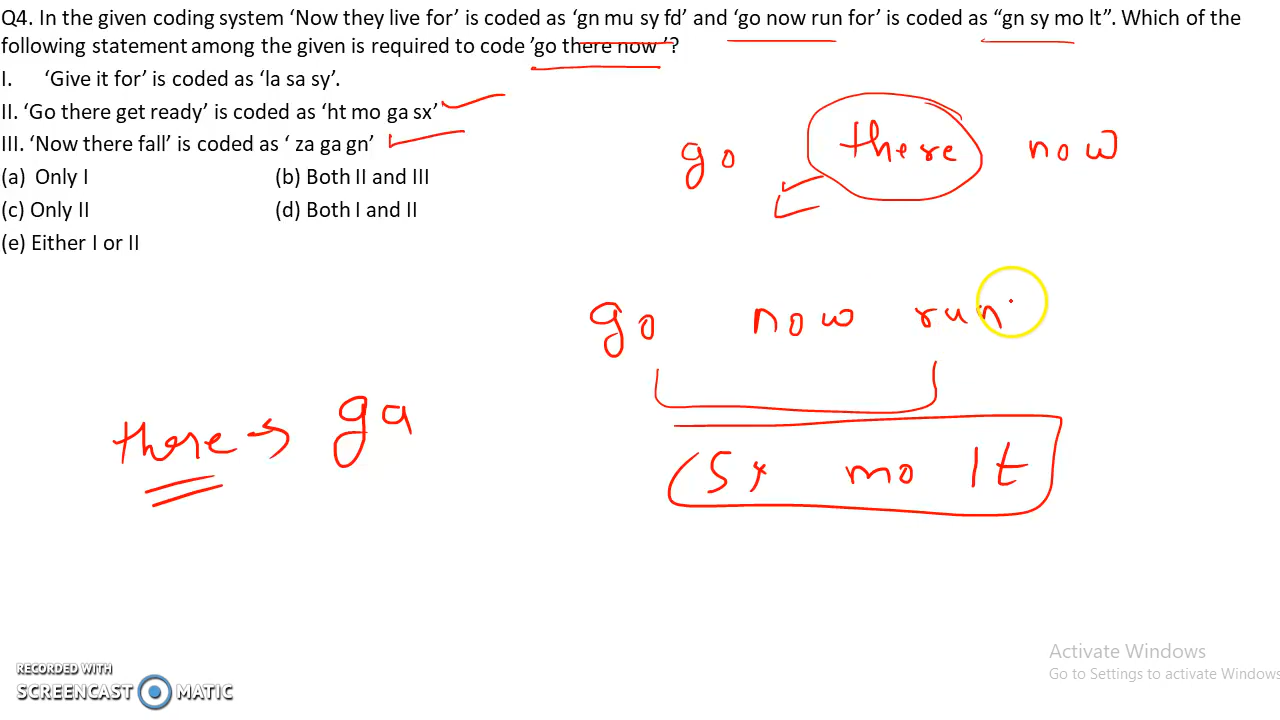 Q4. In the given coding system ‘Now they live for’ is coded as ‘gn mu sy fd’ and ‘go now run for’ is coded as “gn sy mo lt”. Which of the
following statement among the given is required to code ’go there now ’?
I. ‘Give it for’ is coded as ‘la sa sy’.
II. ‘Go there get ready’ is coded as ‘ht mo ga sx’
III. ‘Now there fall’ is coded as ‘ za ga gn’
(a) Only I (b) Both II and III
(c) Only II (d) Both I and II
(e) Either I or II
go there now
go now run
there → ga
sx mo lt
Activate Windows
Go to Settings to activate Windows
RECORDED WITH
SCREENCAST MATIC